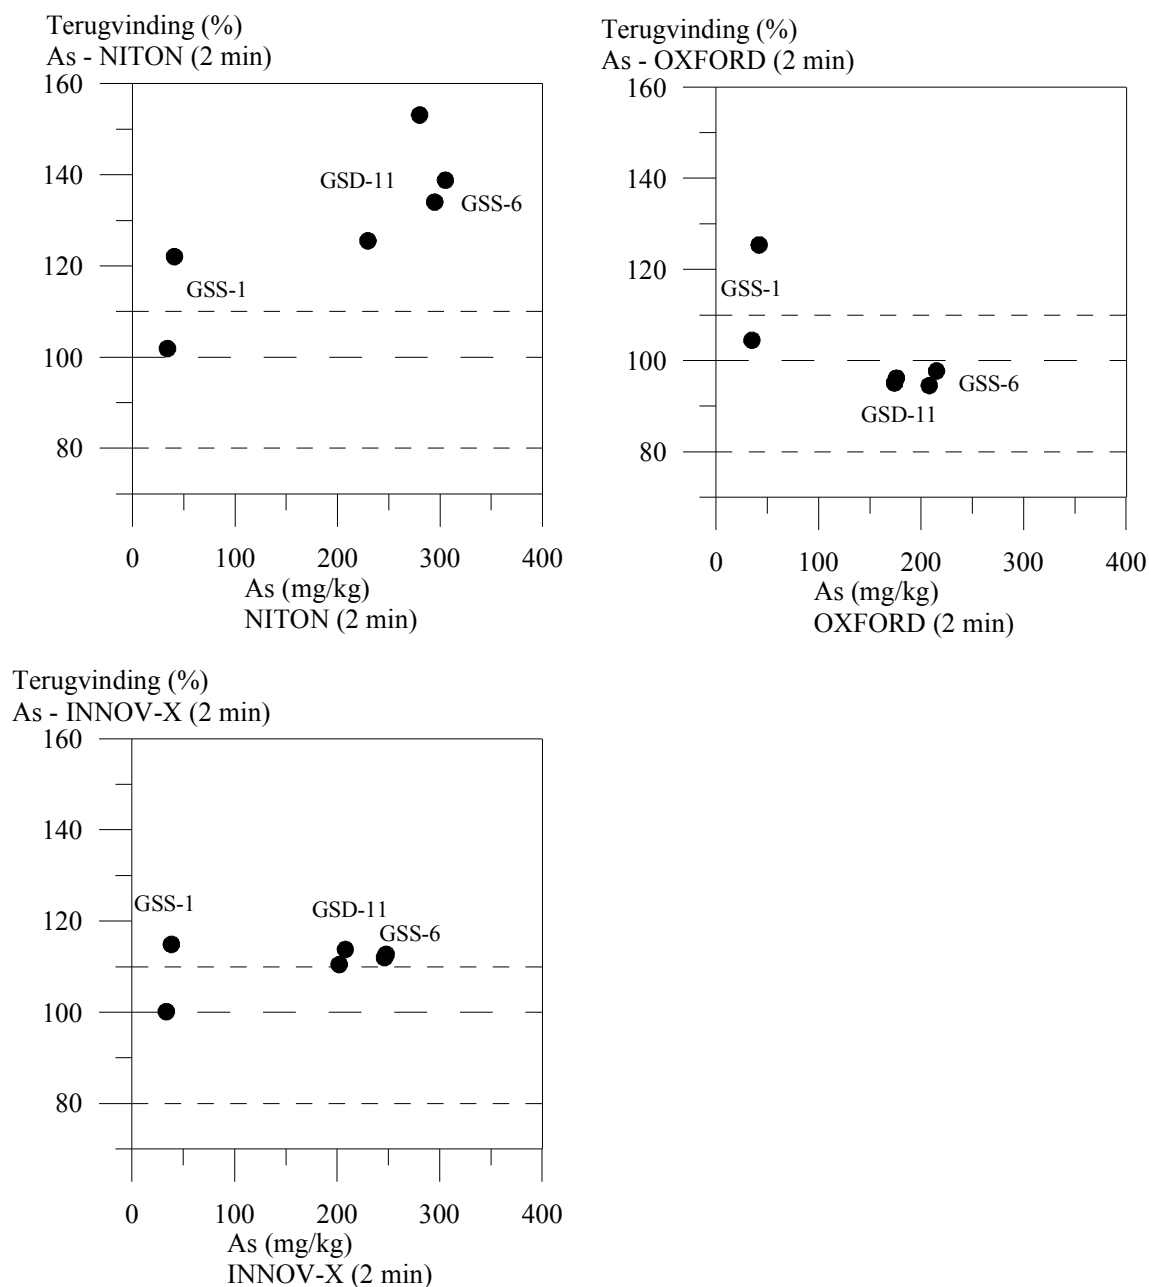 Terugvinding (%)
As - NITON (2 min)
160
140
120
100
80
GSD-11
GSS-6
GSS-1
0 100 200 300 400
As (mg/kg)
NITON (2 min)
Terugvinding (%)
As - OXFORD (2 min)
160
140
120
100
80
GSS-1
GSS-6
GSD-11
0 100 200 300 400
As (mg/kg)
OXFORD (2 min)
Terugvinding (%)
As - INNOV-X (2 min)
160
140
120
100
80
GSS-1
GSD-11
GSS-6
0 100 200 300 400
As (mg/kg)
INNOV-X (2 min)